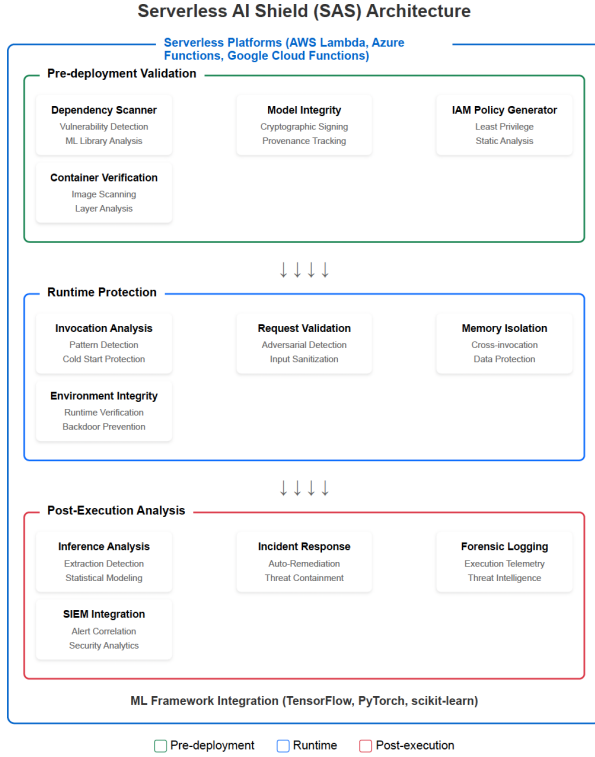 Serverless AI Shield (SAS) Architecture
Serverless Platforms (AWS Lambda, Azure
Functions, Google Cloud Functions)
Pre-deployment Validation
Dependency Scanner
Vulnerability Detection
ML Library Analysis
Model Integrity
Cryptographic Signing
Provenance Tracking
IAM Policy Generator
Least Privilege
Static Analysis
Container Verification
Image Scanning
Layer Analysis
↓↓↓↓
Runtime Protection
Invocation Analysis
Pattern Detection
Cold Start Protection
Request Validation
Adversarial Detection
Input Sanitization
Memory Isolation
Cross-invocation
Data Protection
Environment Integrity
Runtime Verification
Backdoor Prevention
↓↓↓↓
Post-Execution Analysis
Inference Analysis
Extraction Detection
Statistical Modeling
Incident Response
Auto-Remediation
Threat Containment
Forensic Logging
Execution Telemetry
Threat Intelligence
SIEM Integration
Alert Correlation
Security Analytics
ML Framework Integration (TensorFlow, PyTorch, scikit-learn)
Pre-deployment Runtime Post-execution